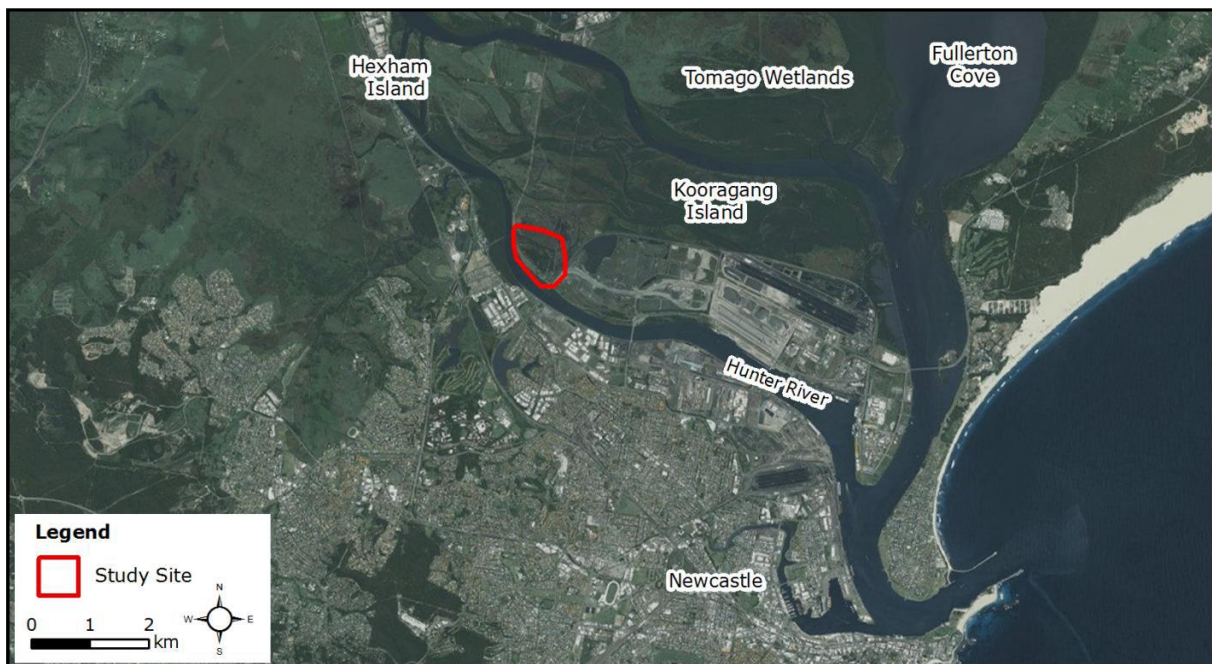 Hexham
Island
Tomago Wetlands
Fullerton
Cove
Kooragang
Island
Hunter River
Newcastle
Legend
Study Site
0 1 2
km
N
W E
S